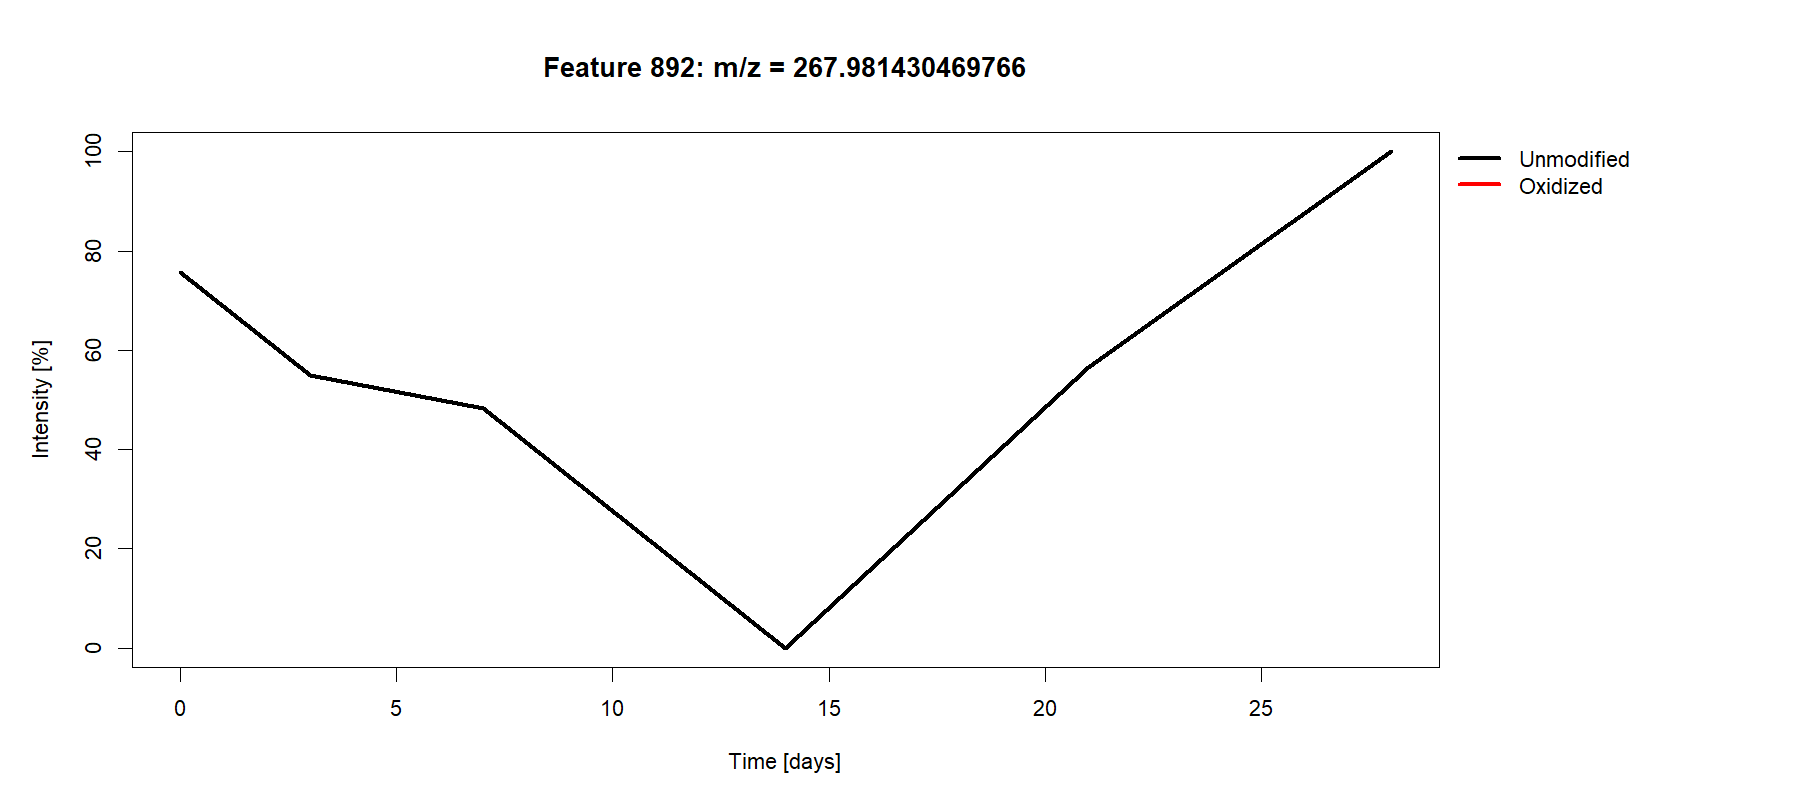 Feature 892: m/z = 267.981430469766
Unmodified
Oxidized
Intensity [%]
100
80
60
40
20
0
0 5 10 15 20 25
Time [days]